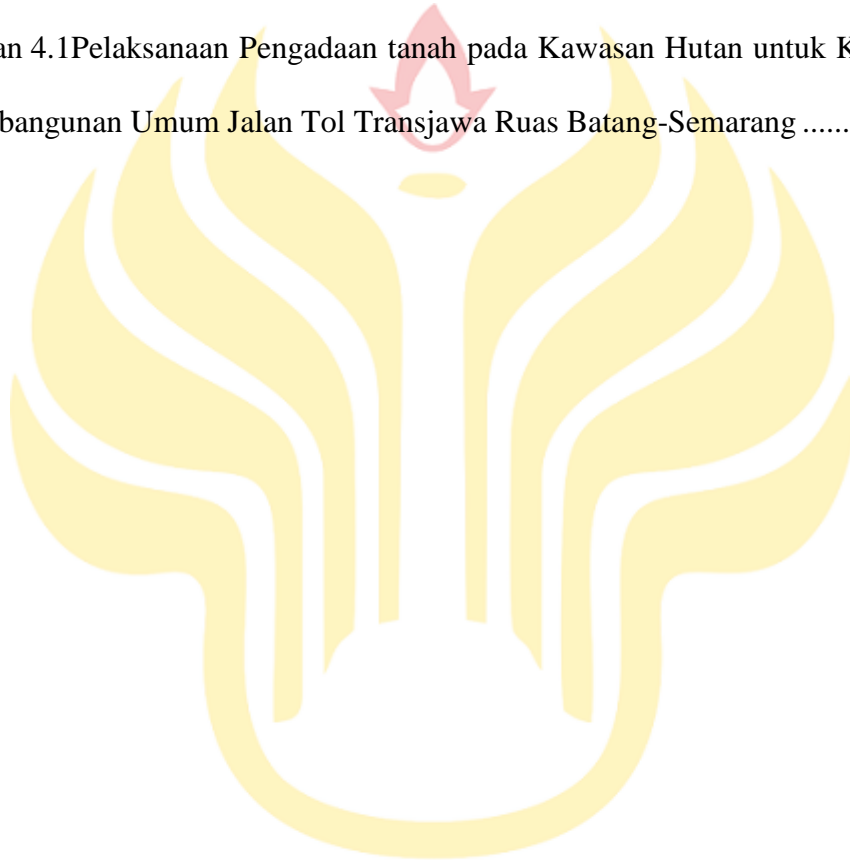 an 4.1Pelaksanaan Pengadaan tanah pada Kawasan Hutan untuk K
bangunan Umum Jalan Tol Transjawa Ruas Batang-Semarang ......